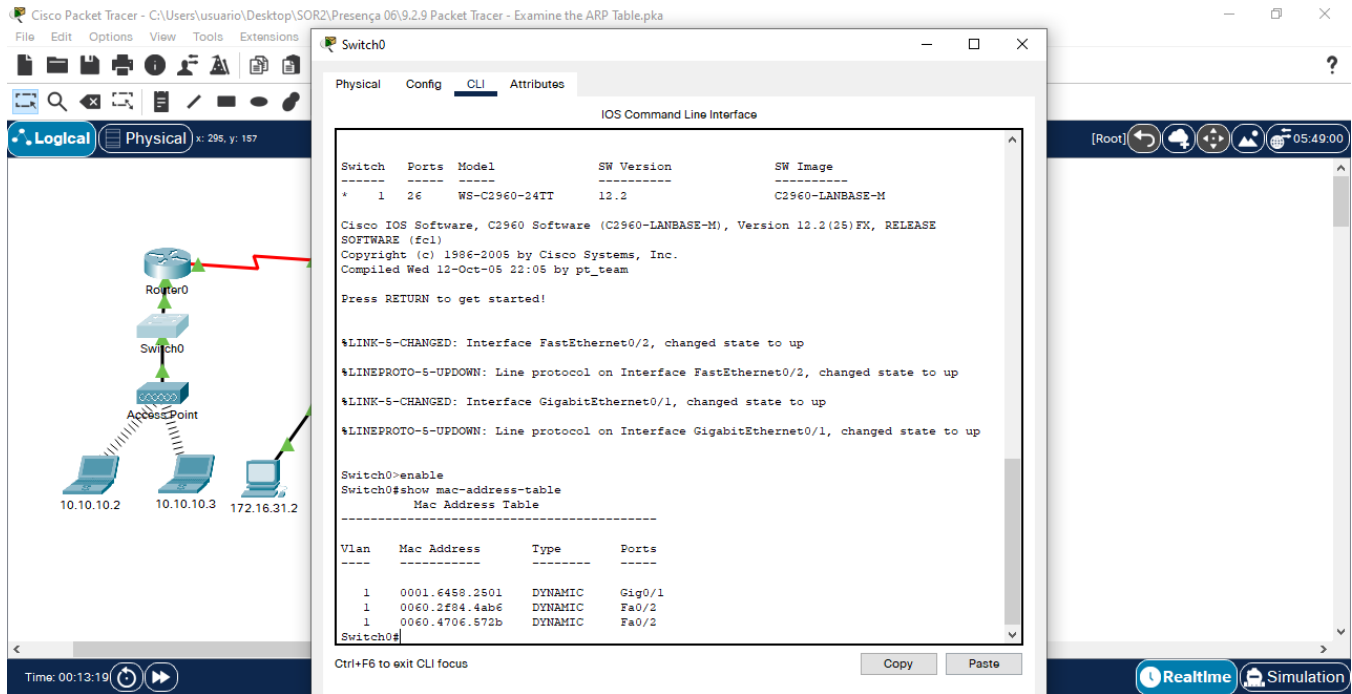 Cisco Packet Tracer - C:\Users\usuario\Desktop\SOR2\Presença 06\9.2.9 Packet Tracer - Examine the ARP Table.pka
File Edit Options View Tools Extensions
Switch0
Physical Config CLI Attributes
IOS Command Line Interface
Logical Physical x: 295, y: 157
[Root] 05:49:00
Switch Ports Model SW Version SW Image
------ ----- ----- ---------- ----------
* 1 26 WS-C2960-24TT 12.2 C2960-LANBASE-M
Cisco IOS Software, C2960 Software (C2960-LANBASE-M), Version 12.2(25)FX, RELEASE
SOFTWARE (fc1)
Copyright (c) 1986-2005 by Cisco Systems, Inc.
Compiled Wed 12-Oct-05 22:05 by pt_team
Press RETURN to get started!
%LINK-5-CHANGED: Interface FastEthernet0/2, changed state to up
%LINEPROTO-5-UPDOWN: Line protocol on Interface FastEthernet0/2, changed state to up
%LINK-5-CHANGED: Interface GigabitEthernet0/1, changed state to up
%LINEPROTO-5-UPDOWN: Line protocol on Interface GigabitEthernet0/1, changed state to up
Switch0>enable
Switch0#show mac-address-table
Mac Address Table
-------------------------------------------
Vlan Mac Address Type Ports
---- ----------- -------- -----
1 0001.6458.2501 DYNAMIC Gig0/1
1 0060.2f84.4ab6 DYNAMIC Fa0/2
1 0060.4706.572b DYNAMIC Fa0/2
Switch0#
Router0
Switch0
Access Point
10.10.10.2
10.10.10.3
172.16.31.2
Ctrl+F6 to exit CLI focus
Copy Paste
Time: 00:13:19
Realtime Simulation